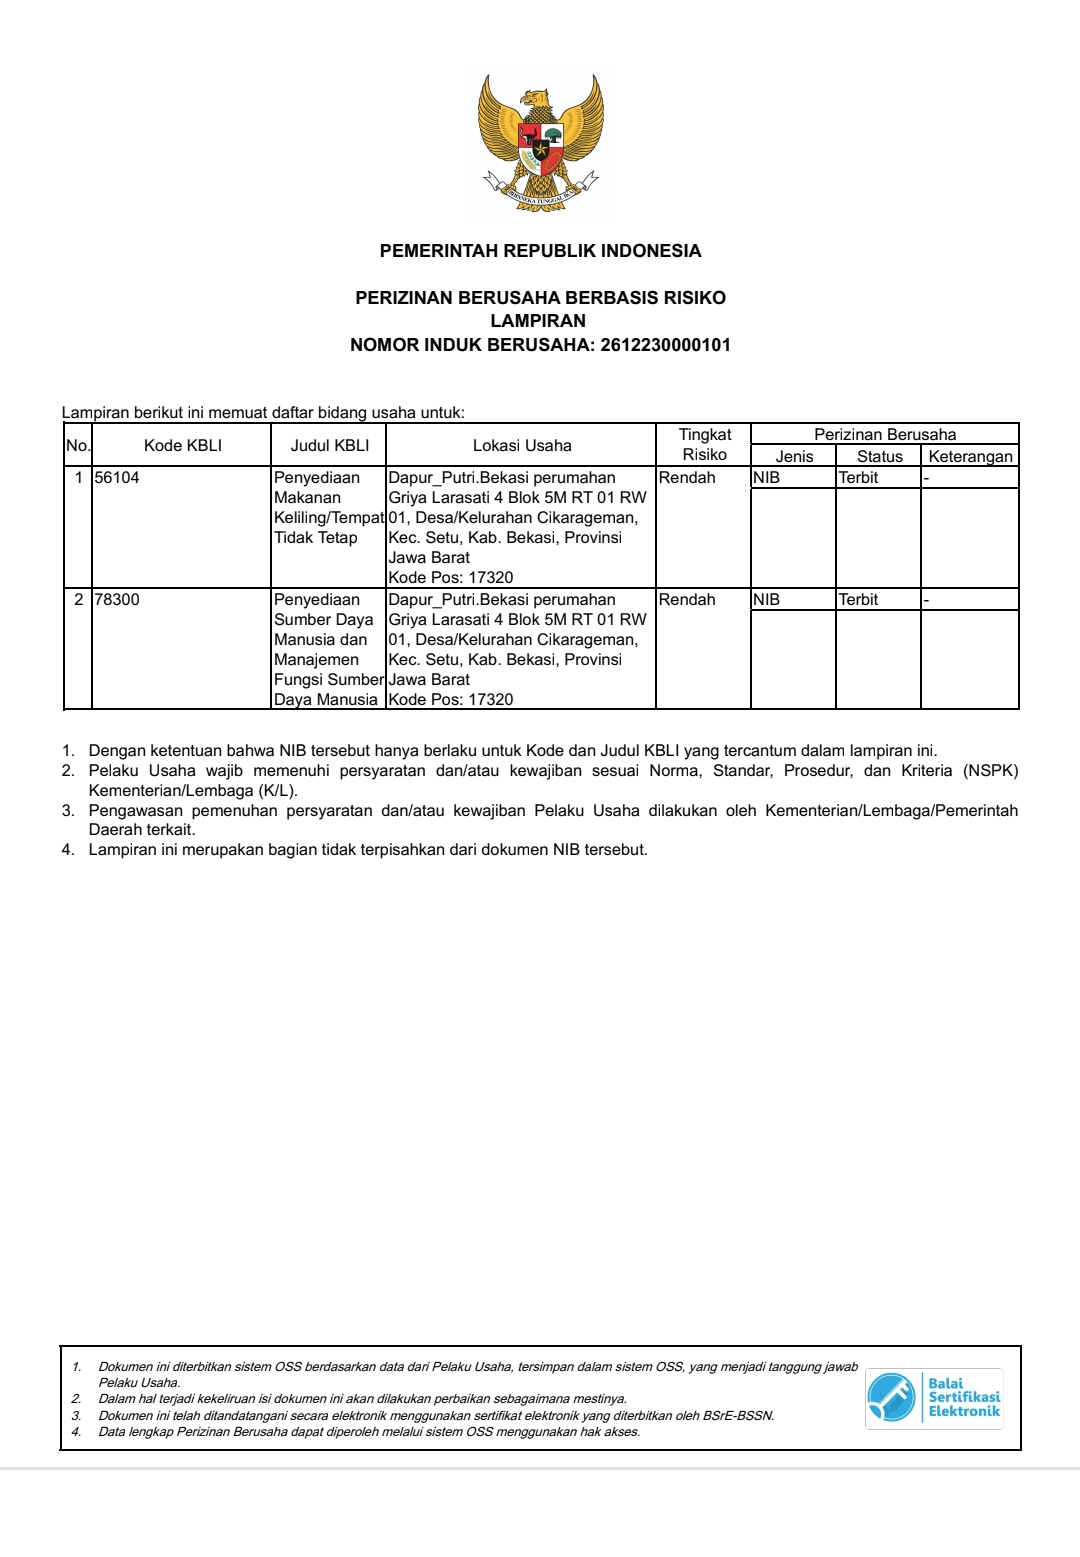 BHINNEKA TUNGGAL IKA
PEMERINTAH REPUBLIK INDONESIA
PERIZINAN BERUSAHA BERBASIS RISIKO
LAMPIRAN
NOMOR INDUK BERUSAHA: 2612230000101
Lampiran berikut ini memuat daftar bidang usaha untuk:
No. Kode KBLI Judul KBLI Lokasi Usaha Tingkat Risiko Perizinan Berusaha
Jenis Status Keterangan
1 56104 Penyediaan Dapur_Putri.Bekasi perumahan Rendah NIB Terbit -
Makanan Griya Larasati 4 Blok 5M RT 01 RW
Keliling/Tempat 01, Desa/Kelurahan Cikarageman,
Tidak Tetap Kec. Setu, Kab. Bekasi, Provinsi
Jawa Barat
Kode Pos: 17320
2 78300 Penyediaan Dapur_Putri.Bekasi perumahan Rendah NIB Terbit -
Sumber Daya Griya Larasati 4 Blok 5M RT 01 RW
Manusia dan 01, Desa/Kelurahan Cikarageman,
Manajemen Kec. Setu, Kab. Bekasi, Provinsi
Fungsi Sumber Jawa Barat
Daya Manusia Kode Pos: 17320
1. Dengan ketentuan bahwa NIB tersebut hanya berlaku untuk Kode dan Judul KBLI yang tercantum dalam lampiran ini.
2. Pelaku Usaha wajib memenuhi persyaratan dan/atau kewajiban sesuai Norma, Standar, Prosedur, dan Kriteria (NSPK)
Kementerian/Lembaga (K/L).
3. Pengawasan pemenuhan persyaratan dan/atau kewajiban Pelaku Usaha dilakukan oleh Kementerian/Lembaga/Pemerintah
Daerah terkait.
4. Lampiran ini merupakan bagian tidak terpisahkan dari dokumen NIB tersebut.
1. Dokumen ini diterbitkan sistem OSS berdasarkan data dari Pelaku Usaha, tersimpan dalam sistem OSS, yang menjadi tanggung jawab
Pelaku Usaha.
2. Dalam hal terjadi kekeliruan isi dokumen ini akan dilakukan perbaikan sebagaimana mestinya.
3. Dokumen ini telah ditandatangani secara elektronik menggunakan sertifikat elektronik yang diterbitkan oleh BSrE-BSSN.
4. Data lengkap Perizinan Berusaha dapat diperoleh melalui sistem OSS menggunakan hak akses.
Balai
Sertifikasi
Elektronik